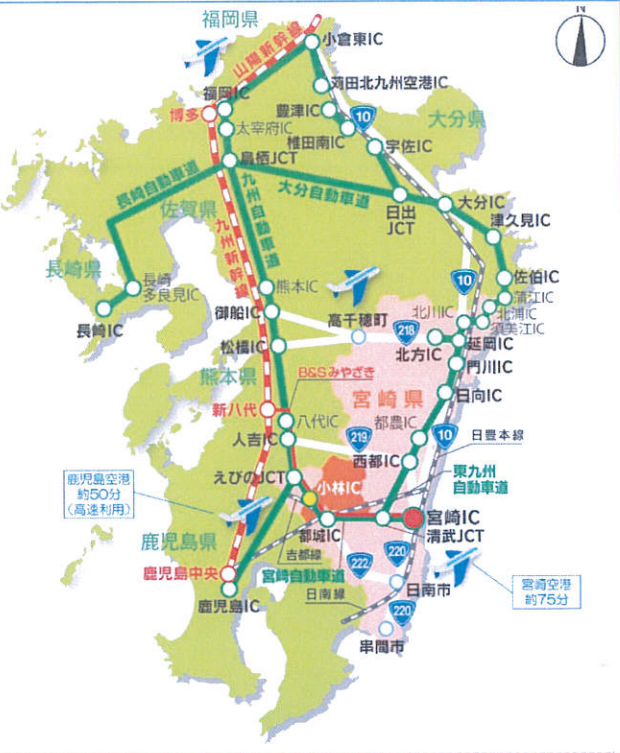 N
福岡県
山陽新幹線
小倉東IC
苅田北九州空港IC
福岡IC
博多
豊津IC
10
大分県
太宰府IC
椎田南IC
宇佐IC
鳥栖JCT
長崎自動車道
九州自動車道
大分自動車道
日出
JCT
大分IC
津久見IC
佐賀県
九州新幹線
長崎県
長崎
多良見IC
長崎IC
熊本IC
10
佐伯IC
蒲江IC
北浦IC
須美江IC
御船IC
高千穂町
218
北川IC
延岡IC
松橋IC
北方IC
門川IC
熊本県
B&Sみやざき
宮崎県
日向IC
新八代
八代IC
都農IC
人吉IC
219
10
日豊本線
西都IC
えびのJCT
東九州
自動車道
小林IC
鹿児島空港
約50分
(高速利用)
宮崎IC
鹿児島県
都城IC
清武JCT
吉都線
222
220
鹿児島中央
宮崎自動車道
日南線
日南市
宮崎空港
約75分
鹿児島IC
220
串間市